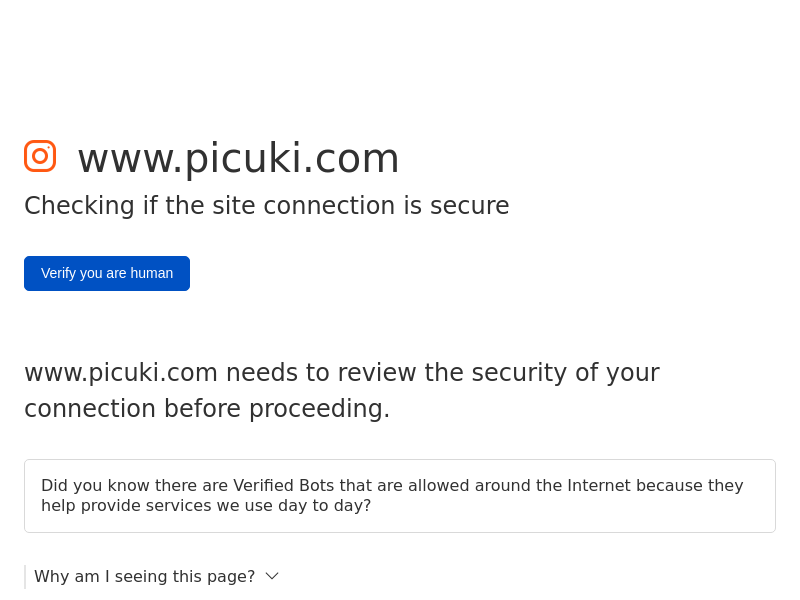 www.picuki.com
Checking if the site connection is secure
Verify you are human
www.picuki.com needs to review the security of your
connection before proceeding.
Did you know there are Verified Bots that are allowed around the Internet because they
help provide services we use day to day?
Why am I seeing this page?